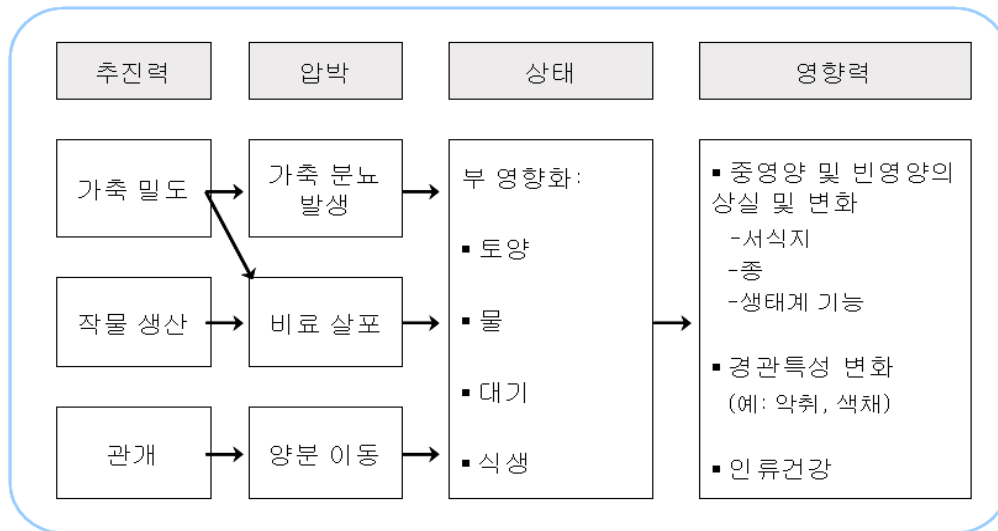 추진력
압박
상태
영향력
가축 밀도
가축 분뇨
발생
작물 생산
비료 살포
관개
양분 이동
부 영향화:
▪ 토양
▪ 물
▪ 대기
▪ 식생
▪ 중영양 및 빈영양의
상실 및 변화
-서식지
-종
-생태계 기능
▪ 경관특성 변화
(예: 악취, 색채)
▪ 인류건강